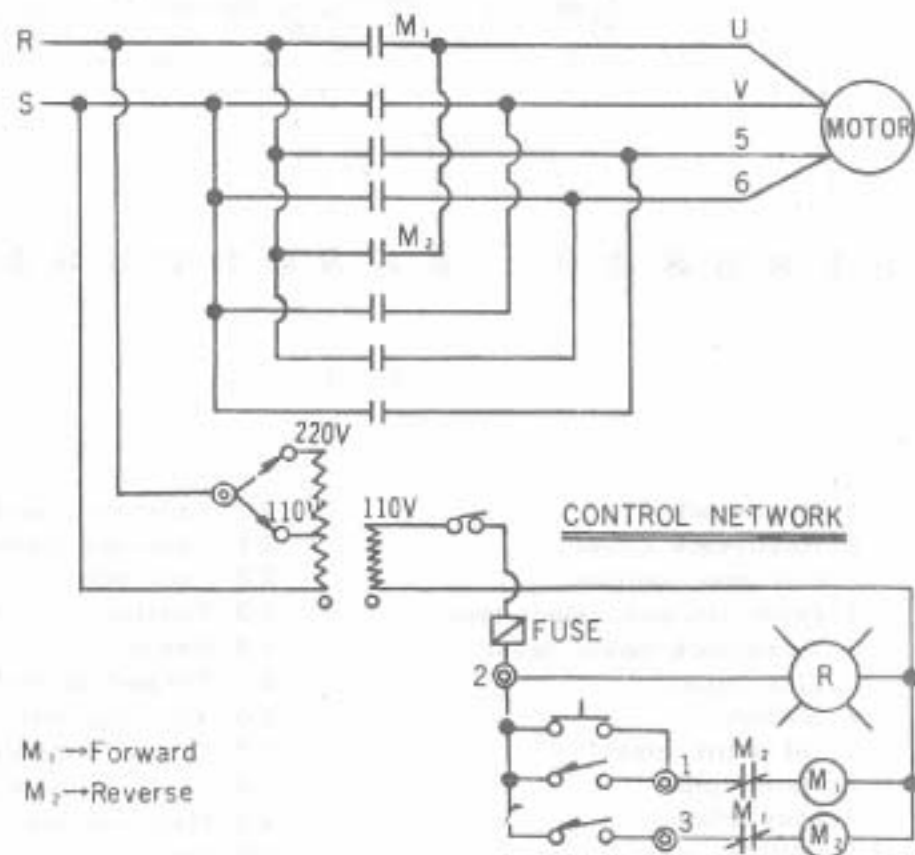 R M₁ U
S V
5 MOTOR
6
M₂
220V
110V 110V CONTROL NETWORK
FUSE
2 R
M₁→Forward 1 M₂ M₁
M₂→Reverse
3 M₁ M₂